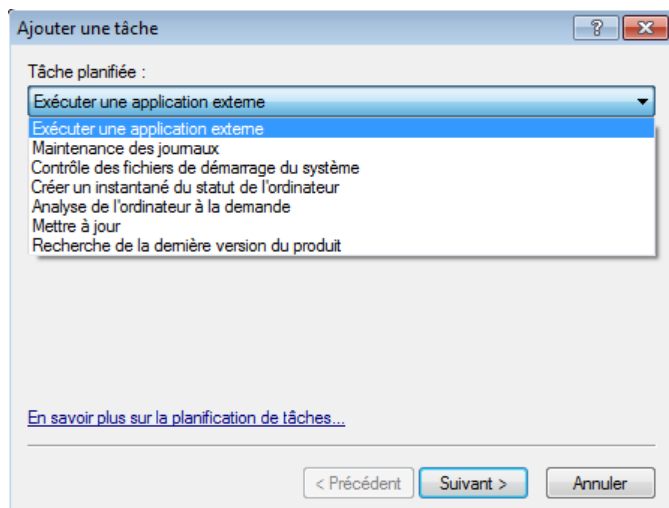 Ajouter une tâche
Tâche planifiée :
Exécuter une application externe
Exécuter une application externe
Maintenance des journaux
Contrôle des fichiers de démarrage du système
Créer un instantané du statut de l'ordinateur
Analyse de l'ordinateur à la demande
Mettre à jour
Recherche de la dernière version du produit
En savoir plus sur la planification de tâches...
< Précédent Suivant > Annuler